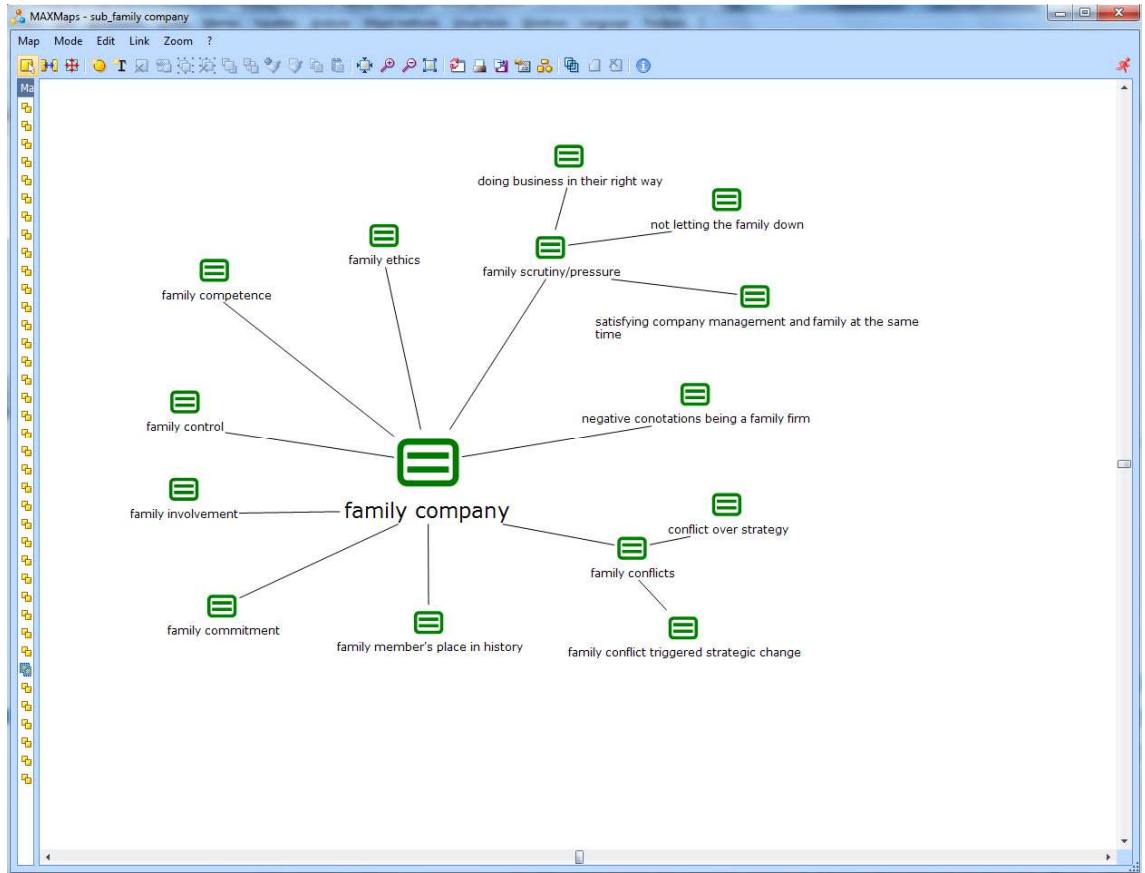 MAXMaps - sub_family company
Map Mode Edit Link Zoom ?
Ma
doing business in their right way
not letting the family down
family ethics
family scrutiny/pressure
family competence
satisfying company management and family at the same
time
negative conotations being a family firm
family control
family involvement
family company
conflict over strategy
family conflicts
family commitment
family member's place in history
family conflict triggered strategic change